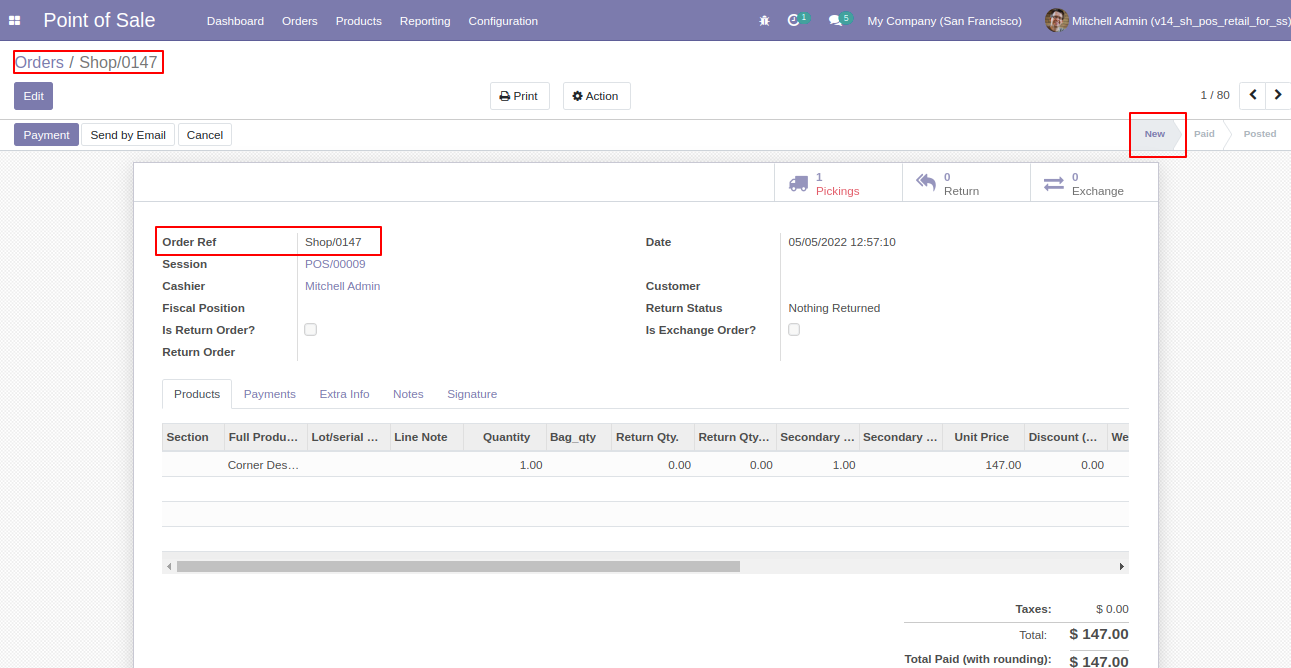 Point of Sale Dashboard Orders Products Reporting Configuration 1 5 My Company (San Francisco) Mitchell Admin (v14_sh_pos_retail_for_ss)
Orders / Shop/0147
Edit Print Action 1 / 80
Payment Send by Email Cancel New Paid Posted
1 Pickings
0 Return
0 Exchange
Order Ref Shop/0147 Date 05/05/2022 12:57:10
Session POS/00009
Cashier Mitchell Admin Customer
Fiscal Position Return Status Nothing Returned
Is Return Order? Is Exchange Order?
Return Order
Products Payments Extra Info Notes Signature
Section Full Produ... Lot/serial ... Line Note Quantity Bag_qty Return Qty. Return Qty... Secondary ... Secondary ... Unit Price Discount (... We
Corner Des... 1.00 0.00 0.00 1.00 147.00 0.00
Taxes: $ 0.00
Total: $ 147.00
Total Paid (with rounding): $ 147.00